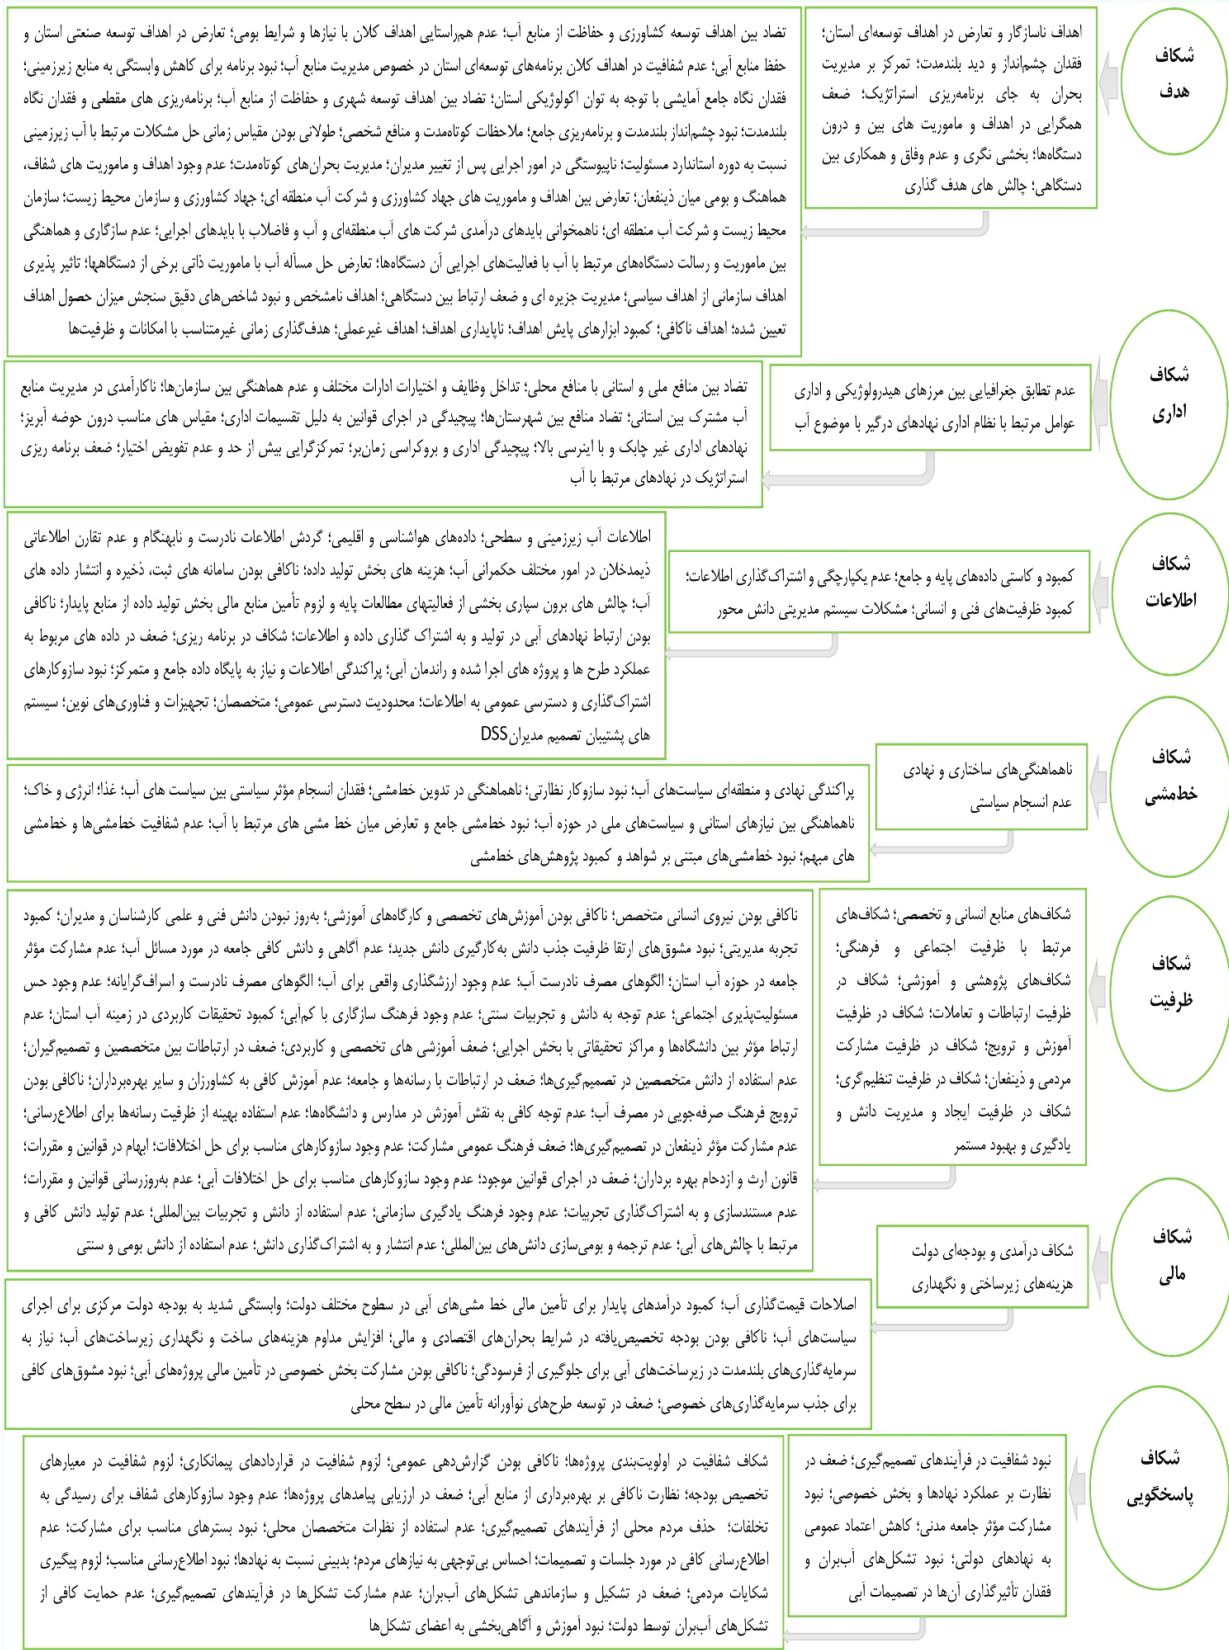 شکاف
هدف
اهداف ناسازگار و تعارض در اهداف توسعه‌ای استان؛
فقدان چشم‌انداز و دید بلندمدت؛ تمرکز بر مدیریت
بحران به جای برنامه‌ریزی استراتژیک؛ ضعف
همگرایی در اهداف و ماموریت های بین و درون
دستگاه‌ها؛ بخشی نگری و عدم وفاق و همکاری بین
دستگاهی؛ چالش های هدف گذاری
تضاد بین اهداف توسعه کشاورزی و حفاظت از منابع آب؛ عدم هم‌راستایی اهداف کلان با نیازها و شرایط بومی؛ تعارض در اهداف توسعه صنعتی استان و
حفظ منابع آبی؛ عدم شفافیت در اهداف کلان برنامه‌های توسعه‌ای استان در خصوص مدیریت منابع آب؛ نبود برنامه برای کاهش وابستگی به منابع زیرزمینی؛
فقدان نگاه جامع آمایشی با توجه به توان اکولوژیکی استان؛ تضاد بین اهداف توسعه شهری و حفاظت از منابع آب؛ برنامه‌ریزی های مقطعی و فقدان نگاه
بلندمدت؛ نبود چشم‌انداز بلندمدت و برنامه‌ریزی جامع؛ ملاحظات کوتاه‌مدت و منافع شخصی؛ طولانی بودن مقیاس زمانی حل مشکلات مرتبط با آب زیرزمینی
نسبت به دوره استاندارد مسئولیت؛ ناپیوستگی در امور اجرایی پس از تغییر مدیران؛ مدیریت بحران‌های کوتاه‌مدت؛ عدم وجود اهداف و ماموریت های شفاف،
هماهنگ و بومی میان ذینفعان؛ تعارض بین اهداف و ماموریت های جهاد کشاورزی و شرکت آب منطقه ای؛ جهاد کشاورزی و سازمان محیط زیست؛ سازمان
محیط زیست و شرکت آب منطقه ای؛ ناهمخوانی بایدهای درآمدی شرکت های آب منطقه‌ای و آب و فاضلاب با بایدهای اجرایی؛ عدم سازگاری و هماهنگی
بین ماموریت و رسالت دستگاه‌های مرتبط با آب با فعالیت‌های اجرایی آن دستگاه‌ها؛ تعارض حل مسأله آب با ماموریت ذاتی برخی از دستگاهها؛ تاثیر پذیری
اهداف سازمانی از اهداف سیاسی؛ مدیریت جزیره ای و ضعف ارتباط بین دستگاهی؛ اهداف نامشخص و نبود شاخص‌های دقیق سنجش میزان حصول اهداف
تعیین شده؛ اهداف ناکافی؛ کمبود ابزارهای پایش اهداف؛ ناپایداری اهداف؛ اهداف غیرعملی؛ هدف‌گذاری زمانی غیرمتناسب با امکانات و ظرفیت‌ها
شکاف
اداری
عدم تطابق جغرافیایی بین مرزهای هیدرولوژیکی و اداری
عوامل مرتبط با نظام اداری نهادهای درگیر با موضوع آب
تضاد بین منافع ملی و استانی با منافع محلی؛ تداخل وظایف و اختیارات ادارات مختلف و عدم هماهنگی بین سازمان‌ها؛ ناکارآمدی در مدیریت منابع
آب مشترک بین استانی؛ تضاد منافع بین شهرستان‌ها؛ پیچیدگی در اجرای قوانین به دلیل تقسیمات اداری؛ مقیاس های مناسب درون حوضه آبریز؛
نهادهای اداری غیر چابک و با اینرسی بالا؛ پیچیدگی اداری و بروکراسی زمان‌بر؛ تمرکزگرایی بیش از حد و عدم تفویض اختیار؛ ضعف برنامه ریزی
استراتژیک در نهادهای مرتبط با آب
شکاف
اطلاعات
کمبود و کاستی داده‌های پایه و جامع؛ عدم یکپارچگی و اشتراک‌گذاری اطلاعات؛
کمبود ظرفیت‌های فنی و انسانی؛ مشکلات سیستم مدیریتی دانش محور
اطلاعات آب زیرزمینی و سطحی؛ داده‌های هواشناسی و اقلیمی؛ گردش اطلاعات نادرست و نابهنگام و عدم تقارن اطلاعاتی
ذیمدخلان در امور مختلف حکمرانی آب؛ هزینه های بخش تولید داده؛ ناکافی بودن سامانه های ثبت، ذخیره و انتشار داده های
آب؛ چالش های برون سپاری بخشی از فعالیتهای مطالعات پایه و لزوم تأمین منابع مالی بخش تولید داده از منابع پایدار؛ ناکافی
بودن ارتباط نهادهای آبی در تولید و به اشتراک گذاری داده و اطلاعات؛ شکاف در برنامه ریزی؛ ضعف در داده های مربوط به
عملکرد طرح ها و پروژه های اجرا شده و راندمان آبی؛ پراکندگی اطلاعات و نیاز به پایگاه داده جامع و متمرکز؛ نبود سازوکارهای
اشتراک‌گذاری و دسترسی عمومی به اطلاعات؛ محدودیت دسترسی عمومی؛ متخصصان؛ تجهیزات و فناوری‌های نوین؛ سیستم
های پشتیبان تصمیم مدیرانDSS
شکاف
خط‌مشی
ناهماهنگی‌های ساختاری و نهادی
عدم انسجام سیاستی
پراکندگی نهادی و منطقه‌ای سیاست‌های آب؛ نبود سازوکار نظارتی؛ ناهماهنگی در تدوین خط‌مشی؛ فقدان انسجام مؤثر سیاستی بین سیاست های آب؛ غذا؛ انرژی و خاک؛
ناهماهنگی بین نیازهای استانی و سیاست‌های ملی در حوزه آب؛ نبود خط‌مشی جامع و تعارض میان خط مشی های مرتبط با آب؛ عدم شفافیت خط‌مشی‌ها و خط‌مشی
های مبهم؛ نبود خط‌مشی‌های مبتنی بر شواهد و کمبود پژوهش‌های خط‌مشی
شکاف
ظرفیت
شکاف‌های منابع انسانی و تخصصی؛ شکاف‌های
مرتبط با ظرفیت اجتماعی و فرهنگی؛
شکاف‌های پژوهشی و آموزشی؛ شکاف در
ظرفیت ارتباطات و تعاملات؛ شکاف در ظرفیت
آموزش و ترویج؛ شکاف در ظرفیت مشارکت
مردمی و ذینفعان؛ شکاف در ظرفیت تنظیم‌گری؛
شکاف در ظرفیت ایجاد و مدیریت دانش و
یادگیری و بهبود مستمر
ناکافی بودن نیروی انسانی متخصص؛ ناکافی بودن آموزش‌های تخصصی و کارگاه‌های آموزشی؛ به‌روز نبودن دانش فنی و علمی کارشناسان و مدیران؛ کمبود
تجربه مدیریتی؛ نبود مشوق‌های ارتقا ظرفیت جذب دانش به‌کارگیری دانش جدید؛ عدم آگاهی و دانش کافی جامعه در مورد مسائل آب؛ عدم مشارکت مؤثر
جامعه در حوزه آب استان؛ الگوهای مصرف نادرست آب؛ عدم وجود ارزشگذاری واقعی برای آب؛ الگوهای مصرف نادرست و اسراف‌گرایانه؛ عدم وجود حس
مسئولیت‌پذیری اجتماعی؛ عدم توجه به دانش و تجربیات سنتی؛ عدم وجود فرهنگ سازگاری با کم‌آبی؛ کمبود تحقیقات کاربردی در زمینه آب استان؛ عدم
ارتباط مؤثر بین دانشگاه‌ها و مراکز تحقیقاتی با بخش اجرایی؛ ضعف آموزشی های تخصصی و کاربردی؛ ضعف در ارتباطات بین متخصصین و تصمیم‌گیران؛
عدم استفاده از دانش متخصصین در تصمیم‌گیری‌ها؛ ضعف در ارتباطات با رسانه‌ها و جامعه؛ عدم آموزش کافی به کشاورزان و سایر بهره‌برداران؛ ناکافی بودن
ترویج فرهنگ صرفه‌جویی در مصرف آب؛ عدم توجه کافی به نقش آموزش در مدارس و دانشگاه‌ها؛ عدم استفاده بهینه از ظرفیت رسانه‌ها برای اطلاع‌رسانی؛
عدم مشارکت مؤثر ذینفعان در تصمیم‌گیری‌ها؛ ضعف فرهنگ عمومی مشارکت؛ عدم وجود سازوکارهای مناسب برای حل اختلافات؛ ابهام در قوانین و مقررات؛
قانون ارث و ازدحام بهره برداران؛ ضعف در اجرای قوانین موجود؛ عدم وجود سازوکارهای مناسب برای حل اختلافات آبی؛ عدم به‌روزرسانی قوانین و مقررات؛
عدم مستندسازی و به اشتراک‌گذاری تجربیات؛ عدم وجود فرهنگ یادگیری سازمانی؛ عدم استفاده از دانش و تجربیات بین‌المللی؛ عدم تولید دانش کافی و
مرتبط با چالش‌های آبی؛ عدم ترجمه و بومی‌سازی دانش‌های بین‌المللی؛ عدم انتشار و به اشتراک‌گذاری دانش؛ عدم استفاده از دانش بومی و سنتی
شکاف
مالی
شکاف درآمدی و بودجه‌ای دولت
هزینه‌های زیرساختی و نگهداری
اصلاحات قیمت‌گذاری آب؛ کمبود درآمدهای پایدار برای تأمین مالی خط مشی‌های آبی در سطوح مختلف دولت؛ وابستگی شدید به بودجه دولت مرکزی برای اجرای
سیاست‌های آب؛ ناکافی بودن بودجه تخصیص‌یافته در شرایط بحران‌های اقتصادی و مالی؛ افزایش مداوم هزینه‌های ساخت و نگهداری زیرساخت‌های آب؛ نیاز به
سرمایه‌گذاری‌های بلندمدت در زیرساخت‌های آبی برای جلوگیری از فرسودگی؛ ناکافی بودن مشارکت بخش خصوصی در تأمین مالی پروژه‌های آبی؛ نبود مشوق‌های کافی
برای جذب سرمایه‌گذاری‌های خصوصی؛ ضعف در توسعه طرح‌های نوآورانه تأمین مالی در سطح محلی
شکاف
پاسخگویی
نبود شفافیت در فرآیندهای تصمیم‌گیری؛ ضعف در
نظارت بر عملکرد نهادها و بخش خصوصی؛ نبود
مشارکت مؤثر جامعه مدنی؛ کاهش اعتماد عمومی
به نهادهای دولتی؛ نبود تشکل‌های آب‌بران و
فقدان تأثیرگذاری آن‌ها در تصمیمات آبی
شکاف شفافیت در اولویت‌بندی پروژه‌ها؛ ناکافی بودن گزارش‌دهی عمومی؛ لزوم شفافیت در قراردادهای پیمانکاری؛ لزوم شفافیت در معیارهای
تخصیص بودجه؛ نظارت ناکافی بر بهره‌برداری از منابع آبی؛ ضعف در ارزیابی پیامدهای پروژه‌ها؛ عدم وجود سازوکارهای شفاف برای رسیدگی به
تخلفات؛ حذف مردم محلی از فرآیندهای تصمیم‌گیری؛ عدم استفاده از نظرات متخصصان محلی؛ نبود بسترهای مناسب برای مشارکت؛ عدم
اطلاع‌رسانی کافی در مورد جلسات و تصمیمات؛ احساس بی‌توجهی به نیازهای مردم؛ بدبینی نسبت به نهادها؛ نبود اطلاع‌رسانی مناسب؛ لزوم پیگیری
شکایات مردمی؛ ضعف در تشکیل و سازماندهی تشکل‌های آب‌بران؛ عدم مشارکت تشکل‌ها در فرآیندهای تصمیم‌گیری؛ عدم حمایت کافی از
تشکل‌های آب‌بران توسط دولت؛ نبود آموزش و آگاهی‌بخشی به اعضای تشکل‌ها